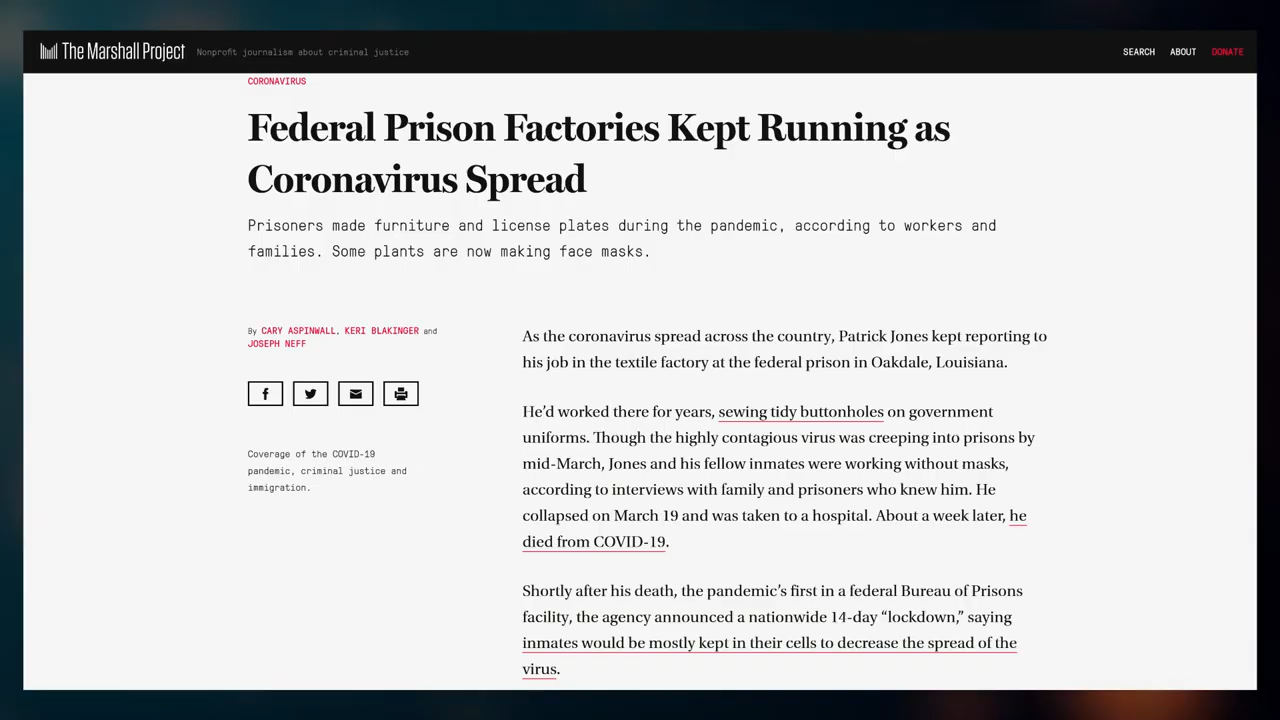 The Marshall Project Nonprofit journalism about criminal justice SEARCH ABOUT DONATE
CORONAVIRUS
Federal Prison Factories Kept Running as
Coronavirus Spread
Prisoners made furniture and license plates during the pandemic, according to workers and
families. Some plants are now making face masks.
By CARY ASPINWALL, KERI BLAKINGER and
JOSEPH NEFF
Coverage of the COVID-19
pandemic, criminal justice and
immigration.
As the coronavirus spread across the country, Patrick Jones kept reporting to
his job in the textile factory at the federal prison in Oakdale, Louisiana.
He’d worked there for years, sewing tidy buttonholes on government
uniforms. Though the highly contagious virus was creeping into prisons by
mid-March, Jones and his fellow inmates were working without masks,
according to interviews with family and prisoners who knew him. He
collapsed on March 19 and was taken to a hospital. About a week later, he
died from COVID-19.
Shortly after his death, the pandemic’s first in a federal Bureau of Prisons
facility, the agency announced a nationwide 14-day “lockdown,” saying
inmates would be mostly kept in their cells to decrease the spread of the
virus.